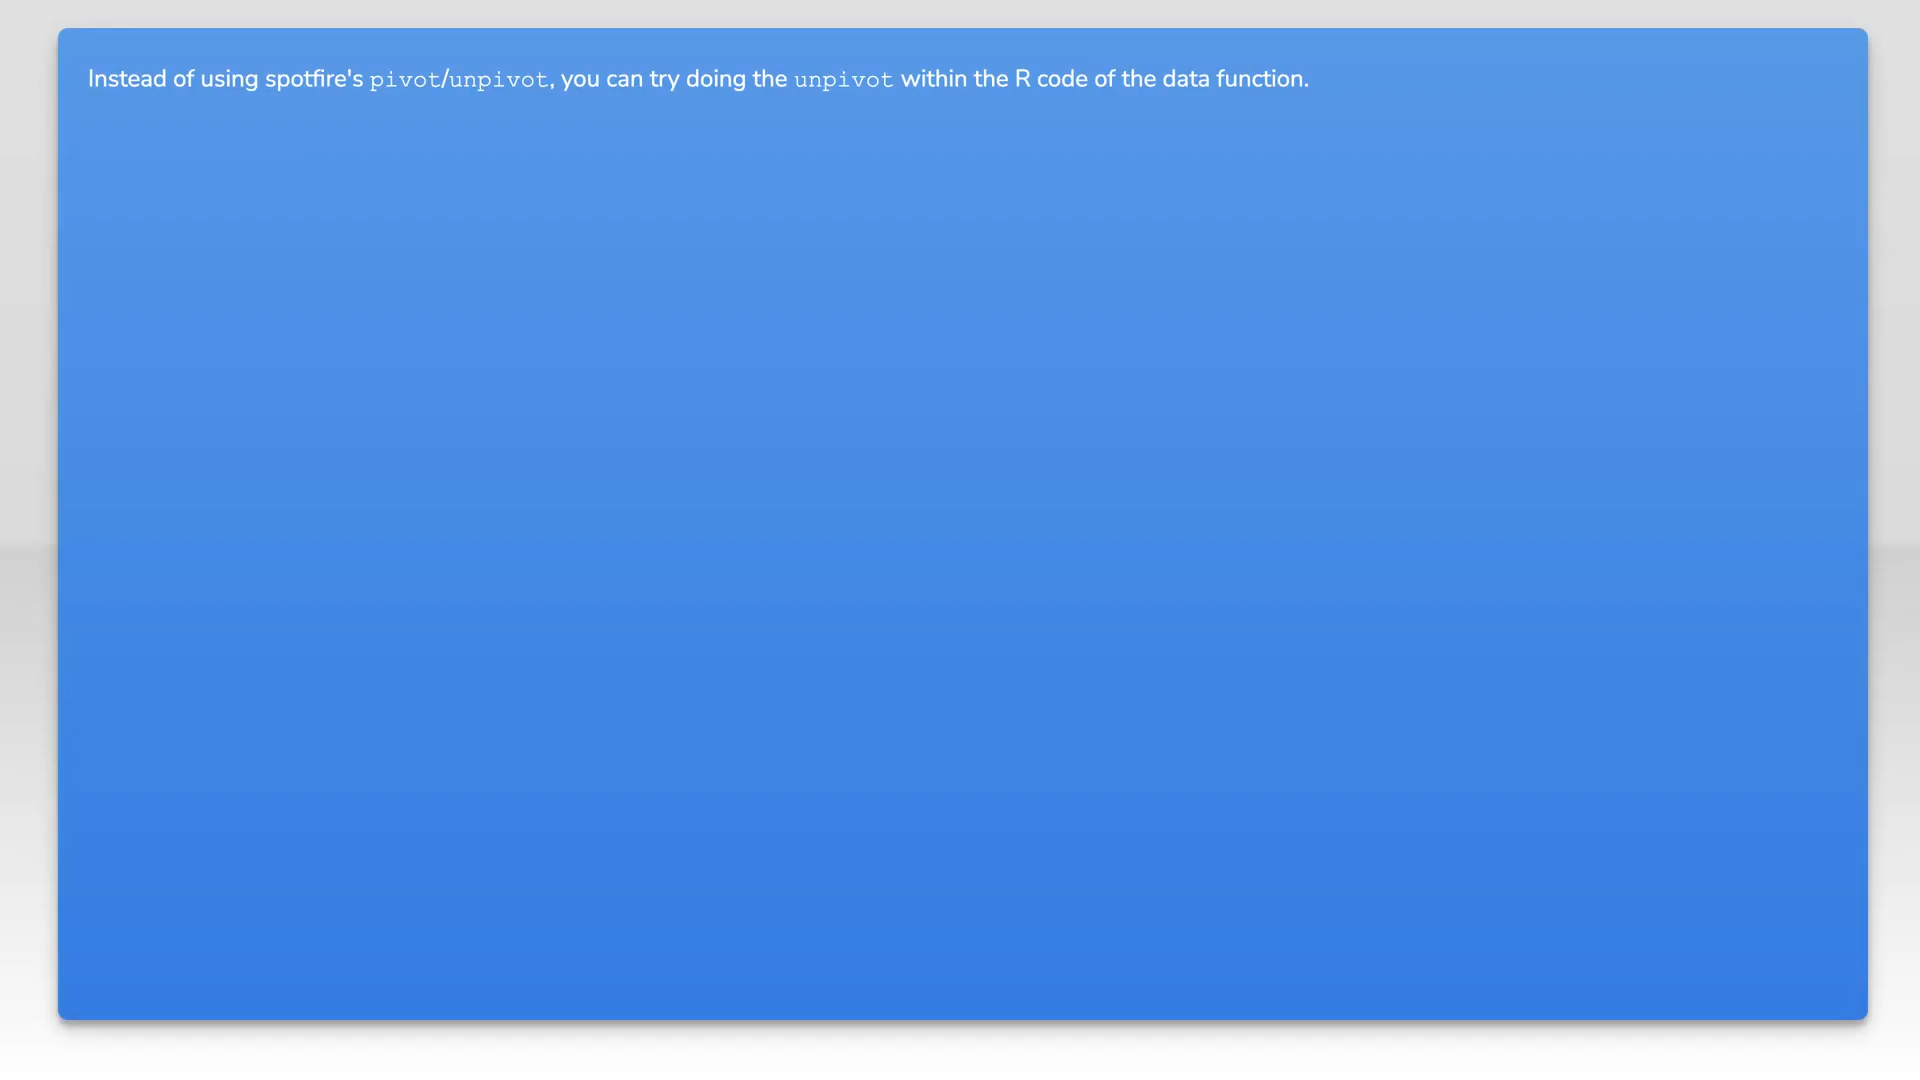 Instead of using spotfire's pivot/unpivot, you can try doing the unpivot within the R code of the data function.